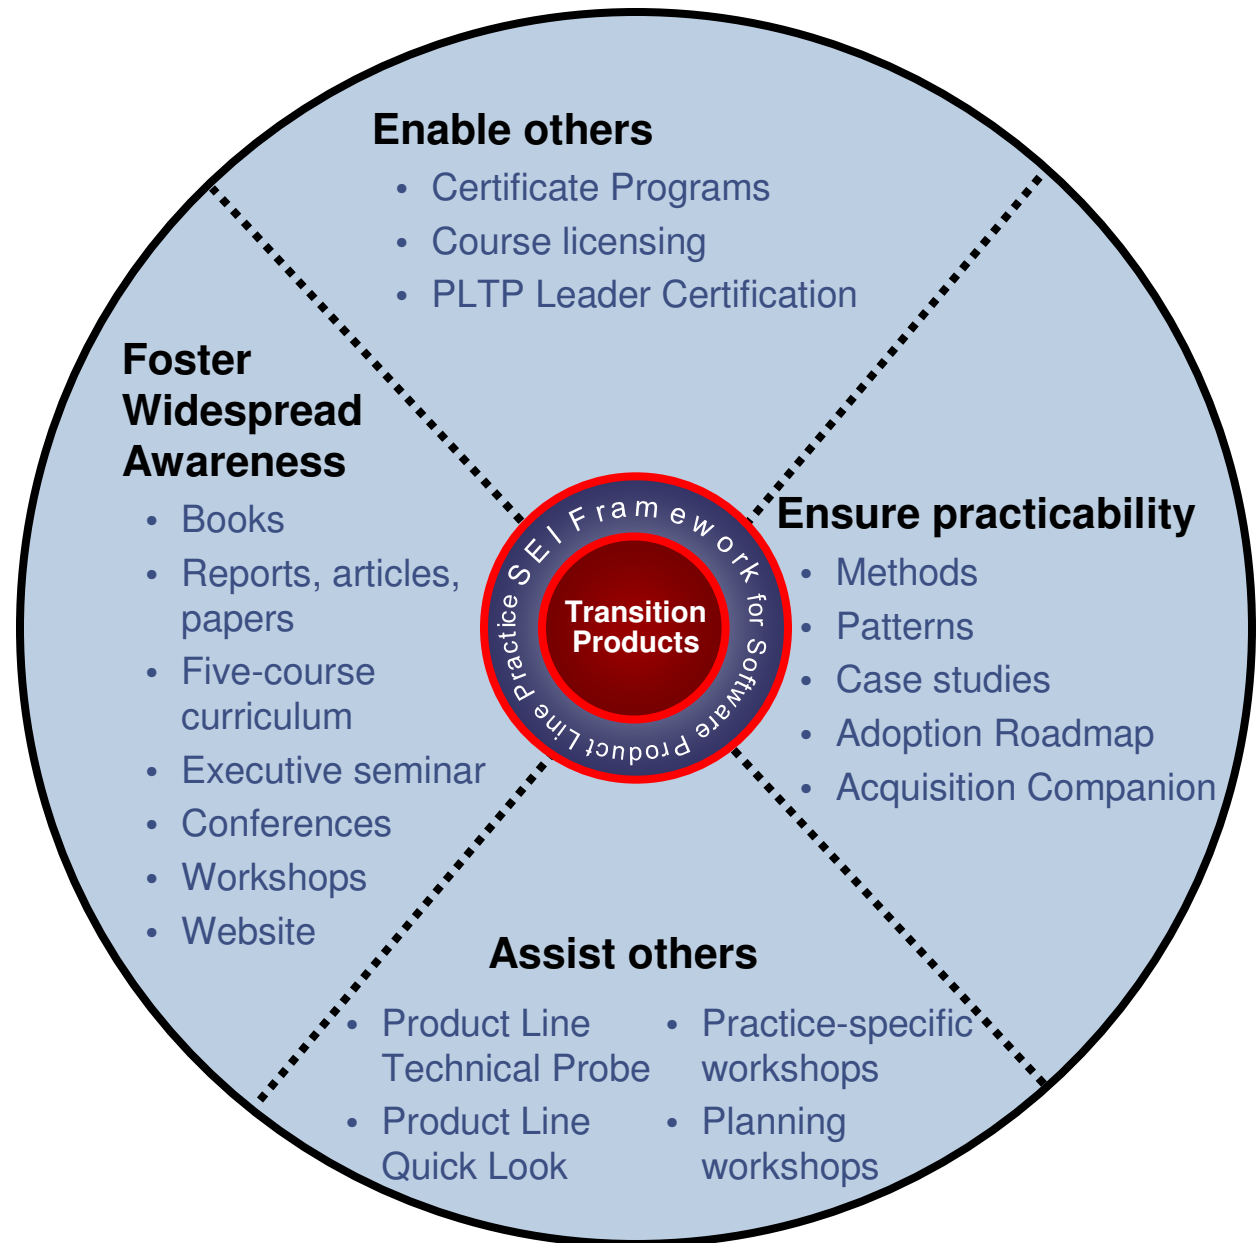 Enable others
• Certificate Programs
• Course licensing
• PLTP Leader Certification
Foster
Widespread
Awareness
• Books
• Reports, articles,
papers
• Five-course
curriculum
• Executive seminar
• Conferences
• Workshops
• Website
SEI Framework for Software Product Line Practice
Transition
Products
Ensure practicability
• Methods
• Patterns
• Case studies
• Adoption Roadmap
• Acquisition Companion
Assist others
• Product Line
Technical Probe
• Product Line
Quick Look
• Practice-specific
workshops
• Planning
workshops